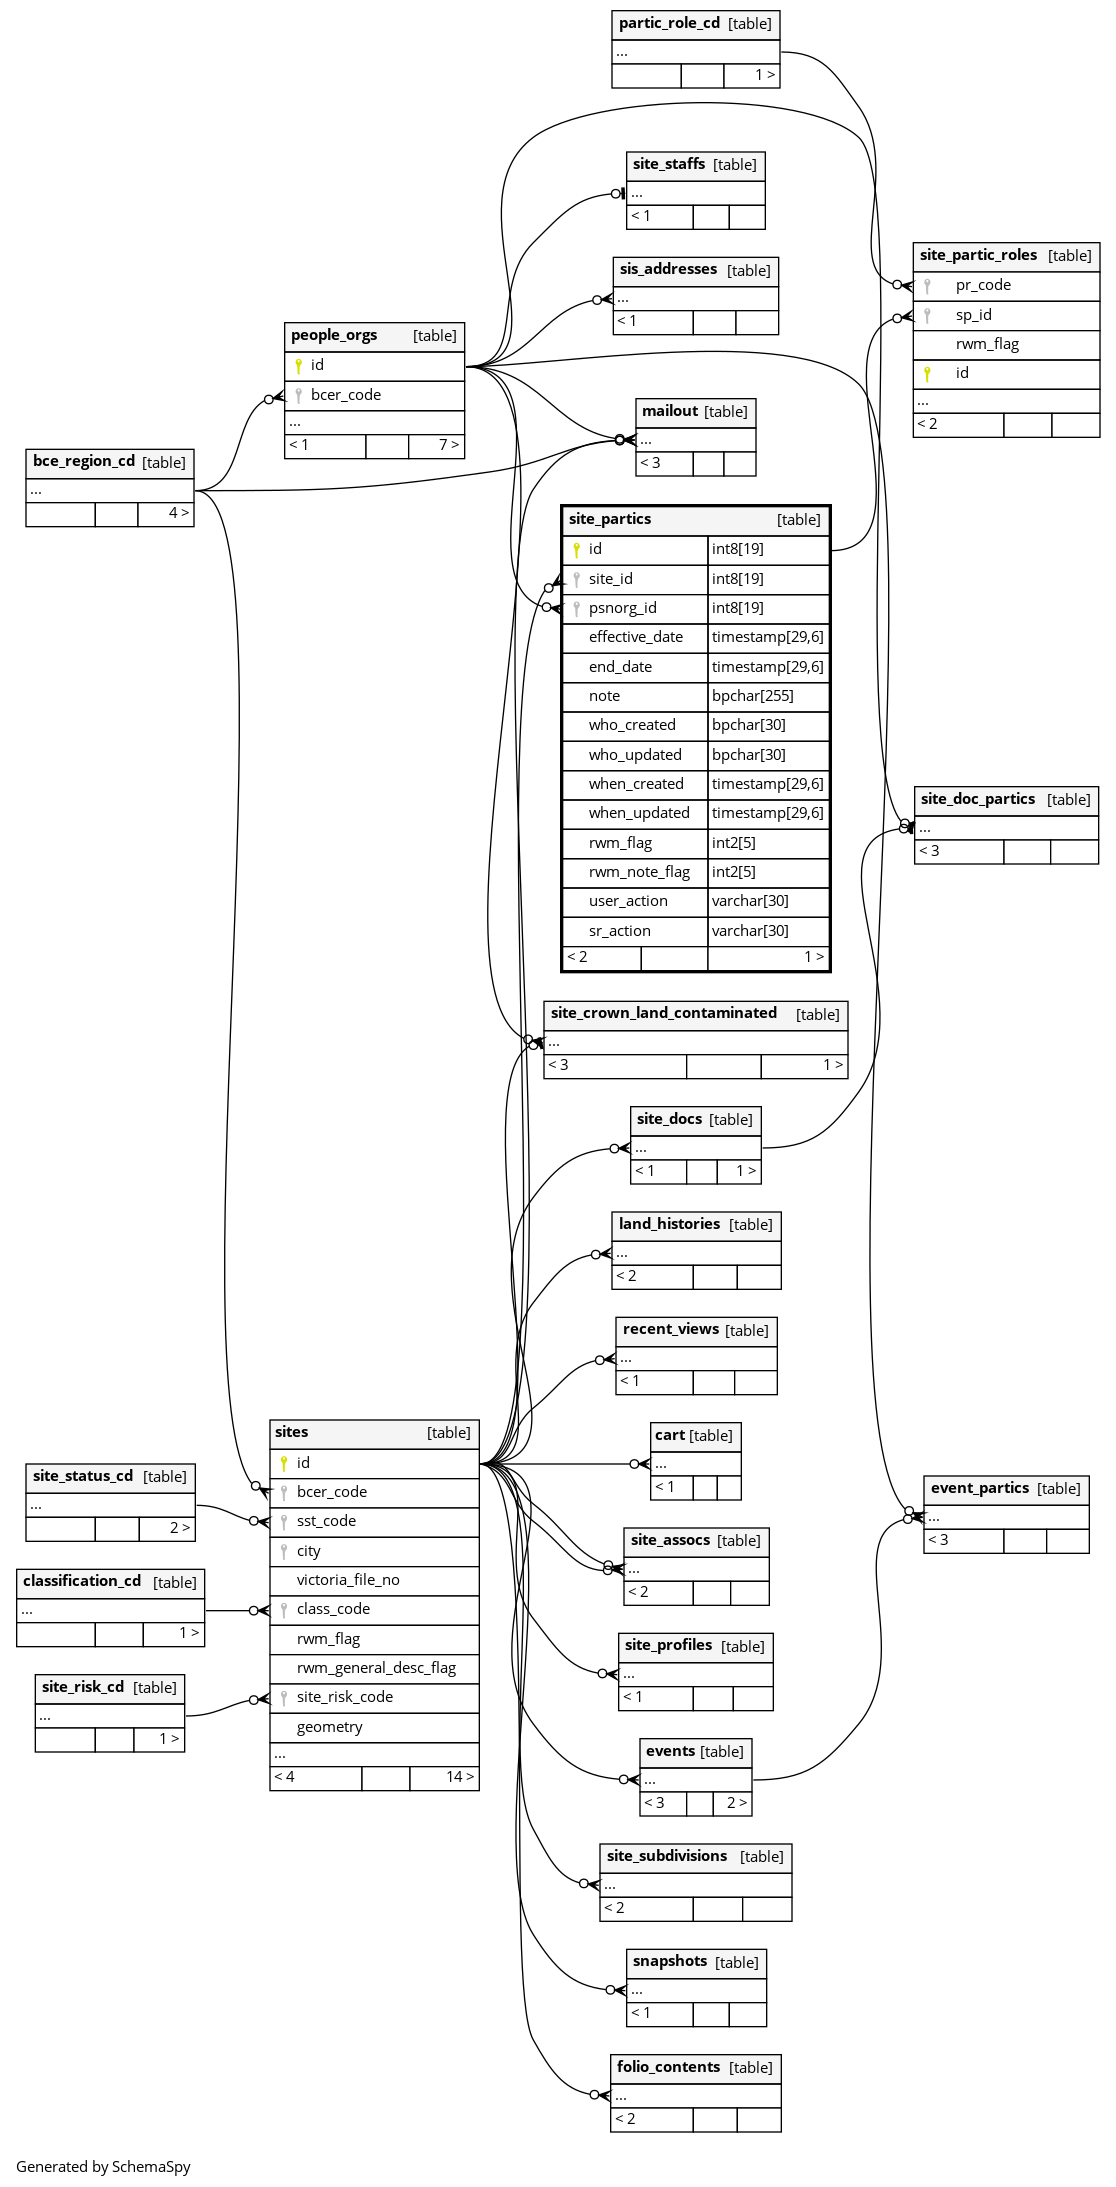 partic_role_cd [table]
...
1 >
site_staffs [table]
...
< 1
site_partic_roles [table]
pr_code
sp_id
rwm_flag
id
...
< 2
sis_addresses [table]
...
< 1
people_orgs [table]
id
bcer_code
...
< 1 7 >
mailout [table]
...
< 3
bce_region_cd [table]
...
4 >
site_partics [table]
id int8[19]
site_id int8[19]
psnorg_id int8[19]
effective_date timestamp[29,6]
end_date timestamp[29,6]
note bpchar[255]
who_created bpchar[30]
who_updated bpchar[30]
when_created timestamp[29,6]
when_updated timestamp[29,6]
rwm_flag int2[5]
rwm_note_flag int2[5]
user_action varchar[30]
sr_action varchar[30]
< 2 1 >
site_doc_partics [table]
...
< 3
site_crown_land_contaminated [table]
...
< 3 1 >
site_docs [table]
...
< 1 1 >
land_histories [table]
...
< 2
recent_views [table]
...
< 1
sites [table]
id
bcer_code
sst_code
city
victoria_file_no
class_code
rwm_flag
rwm_general_desc_flag
site_risk_code
geometry
...
< 4 14 >
cart [table]
...
< 1
site_status_cd [table]
...
2 >
event_partics [table]
...
< 3
site_assocs [table]
...
< 2
classification_cd [table]
...
1 >
site_profiles [table]
...
< 1
site_risk_cd [table]
...
1 >
events [table]
...
< 3 2 >
site_subdivisions [table]
...
< 2
snapshots [table]
...
< 1
folio_contents [table]
...
< 2
Generated by SchemaSpy